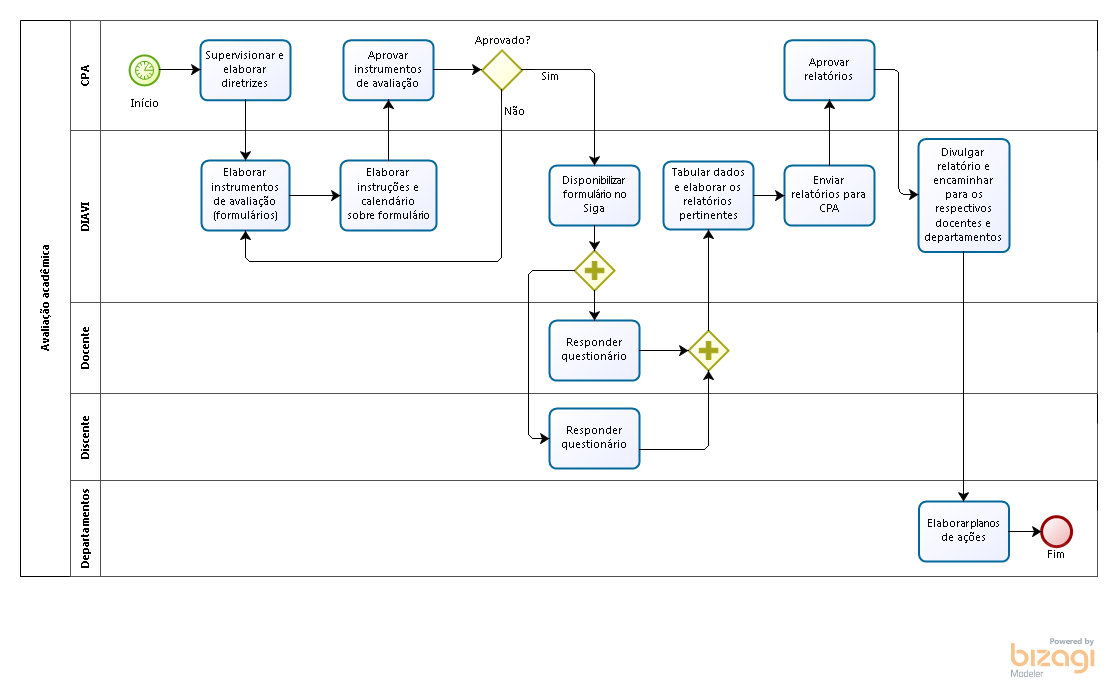 Avaliação acadêmica
CPA
Início
Supervisionar e
elaborar
diretrizes
Aprovar
instrumentos
de avaliação
Aprovado?
Sim
Não
Aprovar
relatórios
DIAVI
Elaborar
instrumentos
de avaliação
(formulários)
Elaborar
instruções e
calendário
sobre formulário
Disponibilizar
formulário no
Siga
Tabular dados
e elaborar os
relatórios
pertinentes
Enviar
relatórios para
CPA
Divulgar
relatório e
encaminhar
para os
respectivos
docentes e
departamentos
Docente
Responder
questionário
Discente
Responder
questionário
Departamentos
Elaborar planos
de ações
Fim
Powered by
bizagi
Modeler